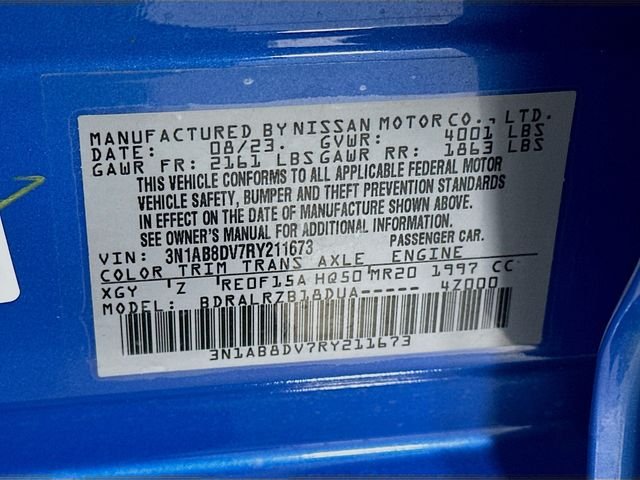 MANUFACTURED BY NISSAN MOTOR CO., LTD.
DATE: 08/23. GVWR: 4001 LBS
GAWR FR: 2161 LBS GAWR RR: 1863 LBS
THIS VEHICLE CONFORMS TO ALL APPLICABLE FEDERAL MOTOR
VEHICLE SAFETY, BUMPER AND THEFT PREVENTION STANDARDS
IN EFFECT ON THE DATE OF MANUFACTURE SHOWN ABOVE.
SEE OWNER'S MANUAL FOR ADDITIONAL INFORMATION.
VIN: 3N1AB8DV7RY211673 PASSENGER CAR.
COLOR TRIM TRANS AXLE ENGINE
XGY 'Z 'RE0F15A HQ50 MR20 1997 CC
MODEL: BDRALRZB18DUA----- 4Z000
3N1AB8DV7RY211673